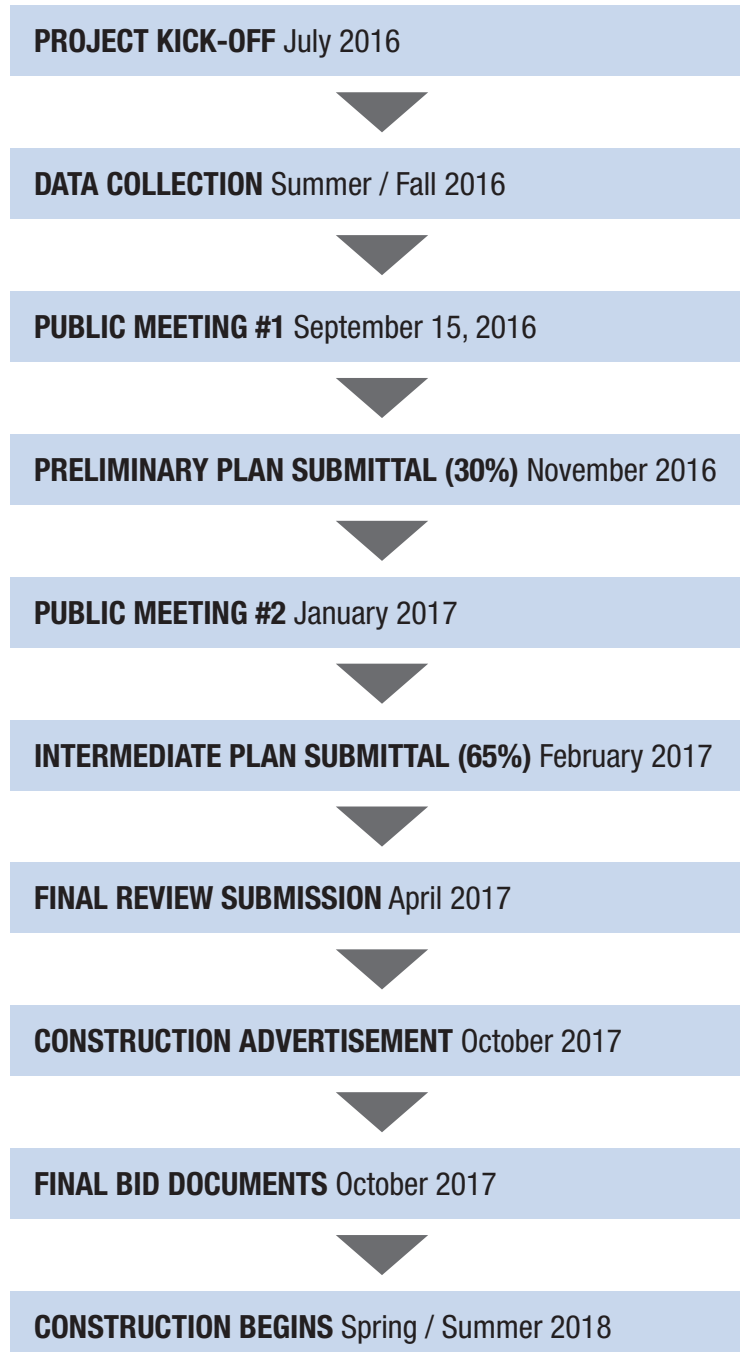 PROJECT KICK-OFF July 2016
DATA COLLECTION Summer / Fall 2016
PUBLIC MEETING #1 September 15, 2016
PRELIMINARY PLAN SUBMITTAL (30%) November 2016
PUBLIC MEETING #2 January 2017
INTERMEDIATE PLAN SUBMITTAL (65%) February 2017
FINAL REVIEW SUBMISSION April 2017
CONSTRUCTION ADVERTISEMENT October 2017
FINAL BID DOCUMENTS October 2017
CONSTRUCTION BEGINS Spring / Summer 2018